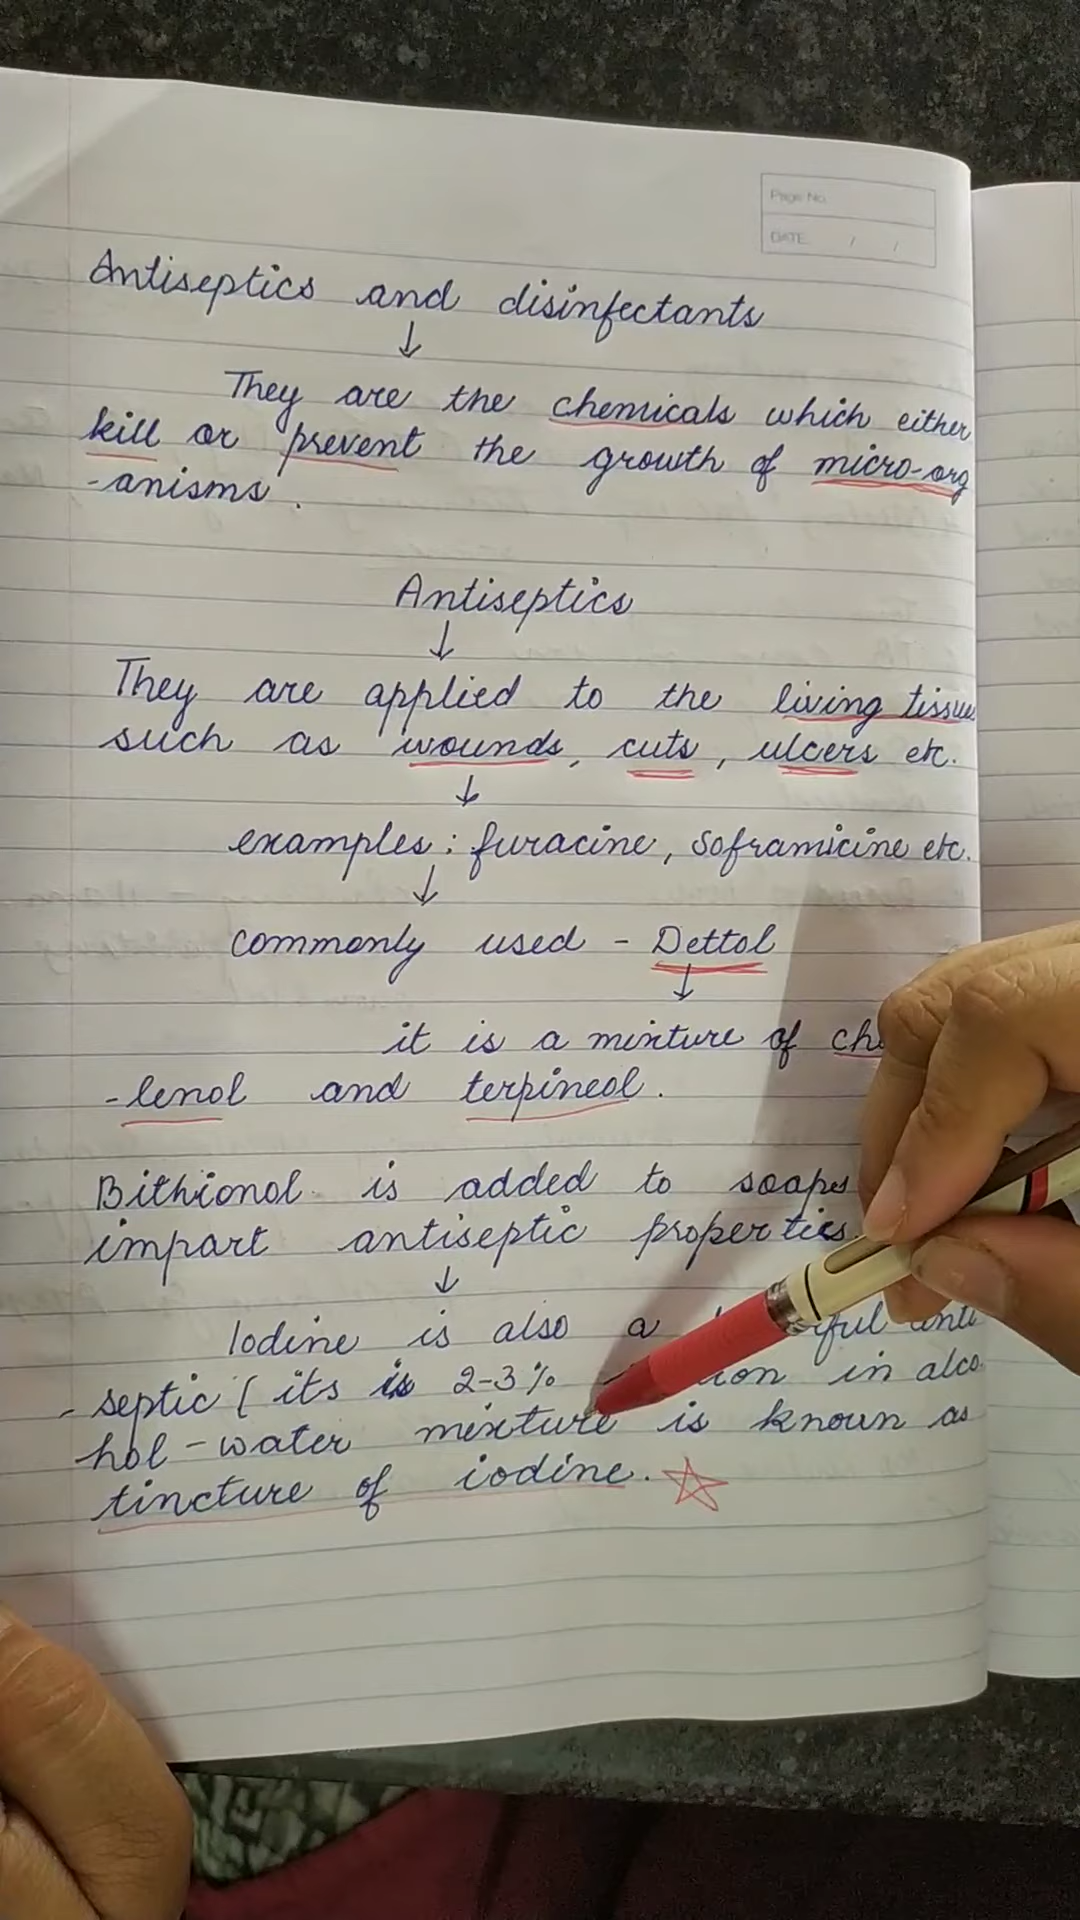 Page No.
DATE / /
Antiseptics and disinfectants
↓
They are the chemicals which either
kill or prevent the growth of micro-org
-anisms.
Antiseptics
↓
They are applied to the living tissue
such as wounds, cuts, ulcers etc.
↓
examples : furacine, soframicine etc.
↓
commonly used - Dettol
↓
it is a mixture of
-lenol and terpineol.
Bithional is added to soaps
impart antiseptic properties.
↓
Iodine is also a anti
-septic ( its is 2-3% in alco
hol-water mixture is known as
tincture of iodine.